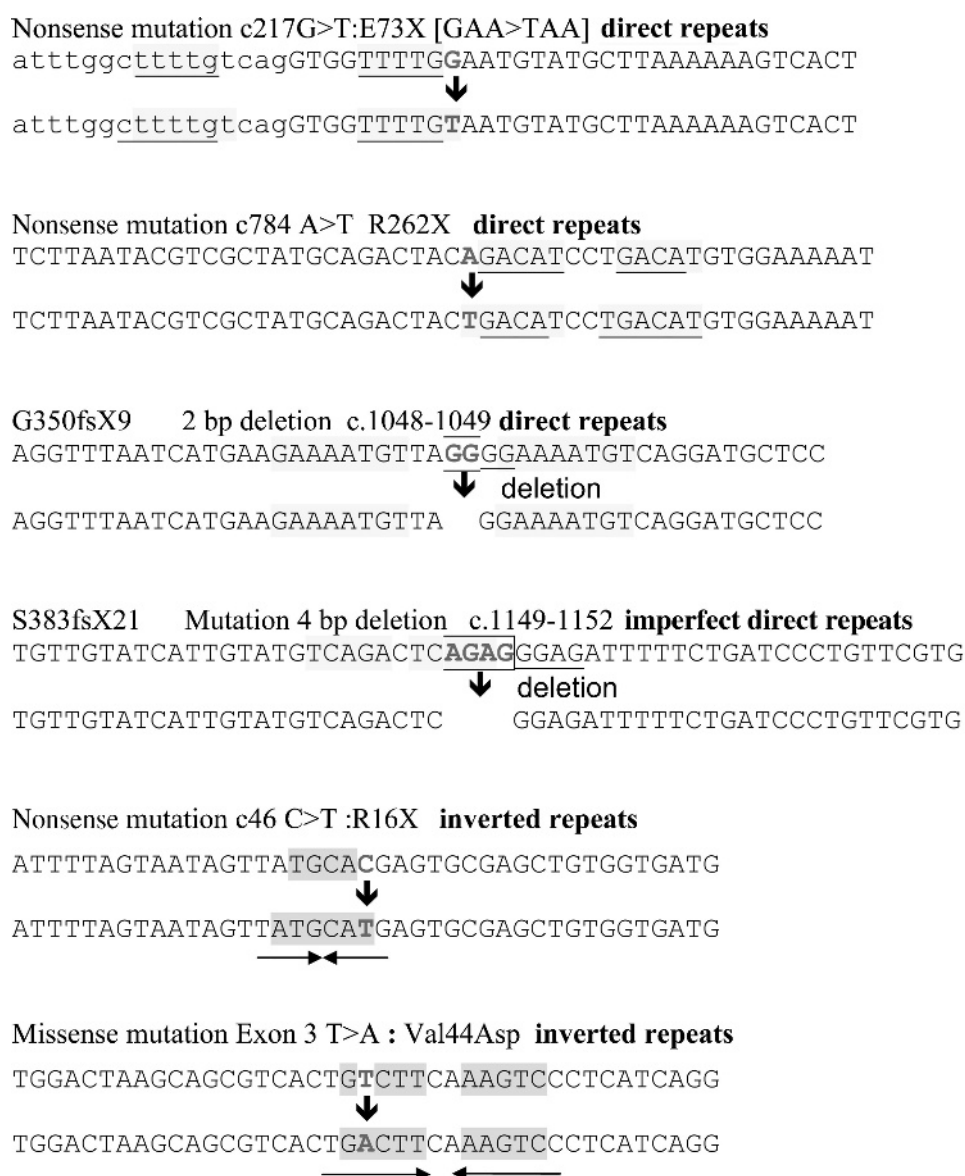 Nonsense mutation c217G>T:E73X [GAA>TAA] direct repeats
atttggcttttgtcagGTGGTTTTGGAATGTATGCTTAAAAAAGTCACT
atttggcttttgtcagGTGGTTTTGTAATGTATGCTTAAAAAAGTCACT
Nonsense mutation c784 A>T R262X direct repeats
TCTTAATACGTCGCTATGCAGACTACAGACATCCTGACATGTGGAAAAAT
TCTTAATACGTCGCTATGCAGACTACTGACATCCTGACATGTGGAAAAAT
G350fsX9 2 bp deletion c.1048-1049 direct repeats
AGGTTTAATCATGAAGAAAATGTTAGGGGAAAATGTCAGGATGCTCC
deletion
AGGTTTAATCATGAAGAAAATGTTA GGAAAATGTCAGGATGCTCC
S383fsX21 Mutation 4 bp deletion c.1149-1152 imperfect direct repeats
TGTTGTATCATTGTATGTCAGACTCAGAGGGAGATTTTTCTGATCCCTGTTCGTG
deletion
TGTTGTATCATTGTATGTCAGACTC GGAGATTTTTCTGATCCCTGTTCGTG
Nonsense mutation c46 C>T :R16X inverted repeats
ATTTTAGTAATAGTTATGCACGAGTGCGAGCTGTGGTGATG
ATTTTAGTAATAGTTATGCATGAGTGCGAGCTGTGGTGATG
Missense mutation Exon 3 T>A : Val44Asp inverted repeats
TGGACTAAGCAGCGTCACTGTCTTCAAAGTCCCTCATCAGG
TGGACTAAGCAGCGTCACTGACTTCAAAGTCCCTCATCAGG